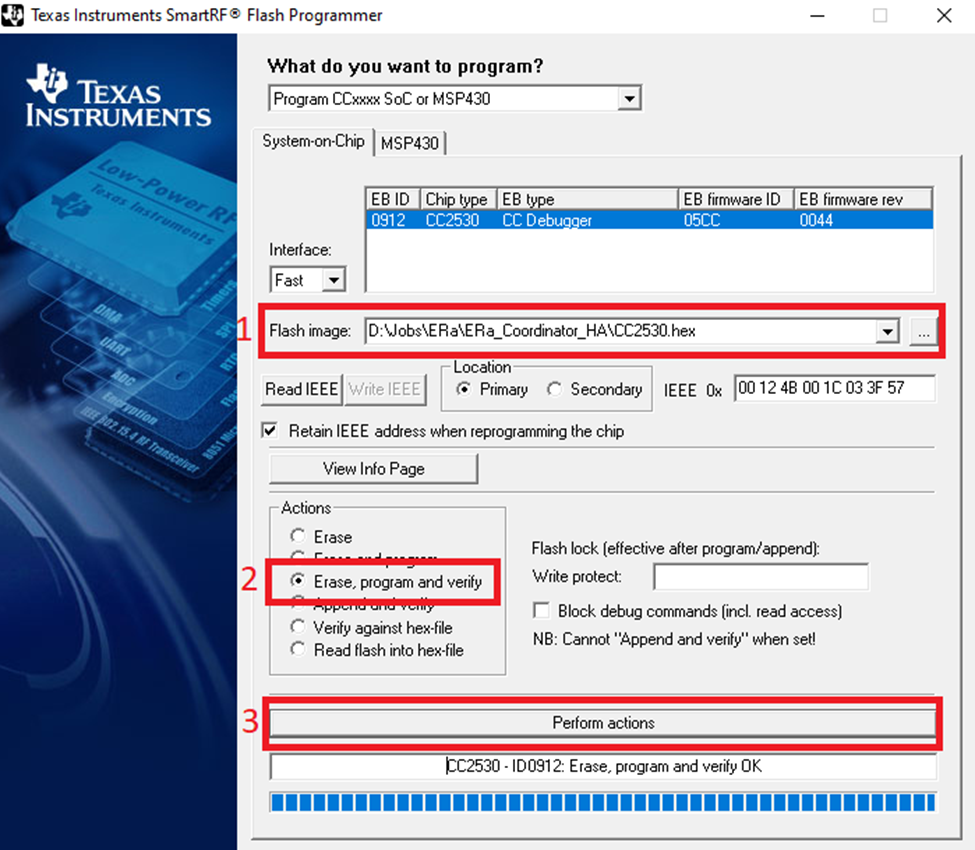 Texas Instruments SmartRF® Flash Programmer
TEXAS
INSTRUMENTS
Low-Power RF
Texas Instruments
DMA
UART
ADC
Encryption
IEEE 802.15.4 RF Transceiver
What do you want to program?
Program CCxxxx SoC or MSP430
System-on-Chip MSP430
EB ID Chip type EB type EB firmware ID EB firmware rev
0912 CC2530 CC Debugger 05CC 0044
Interface:
Fast
1 Flash image: D:\Jobs\ERa\ERa_Coordinator_HA\CC2530.hex ...
Location
Read IEEE Write IEEE Primary Secondary IEEE 0x 00 12 4B 00 1C 03 3F 57
Retain IEEE address when reprogramming the chip
View Info Page
Actions
Erase
Erase and program
2 Erase, program and verify
Append and verify
Verify against hex-file
Read flash into hex-file
Flash lock (effective after program/append):
Write protect:
Block debug commands (incl. read access)
NB: Cannot "Append and verify" when set!
3 Perform actions
CC2530 - ID0912: Erase, program and verify OK